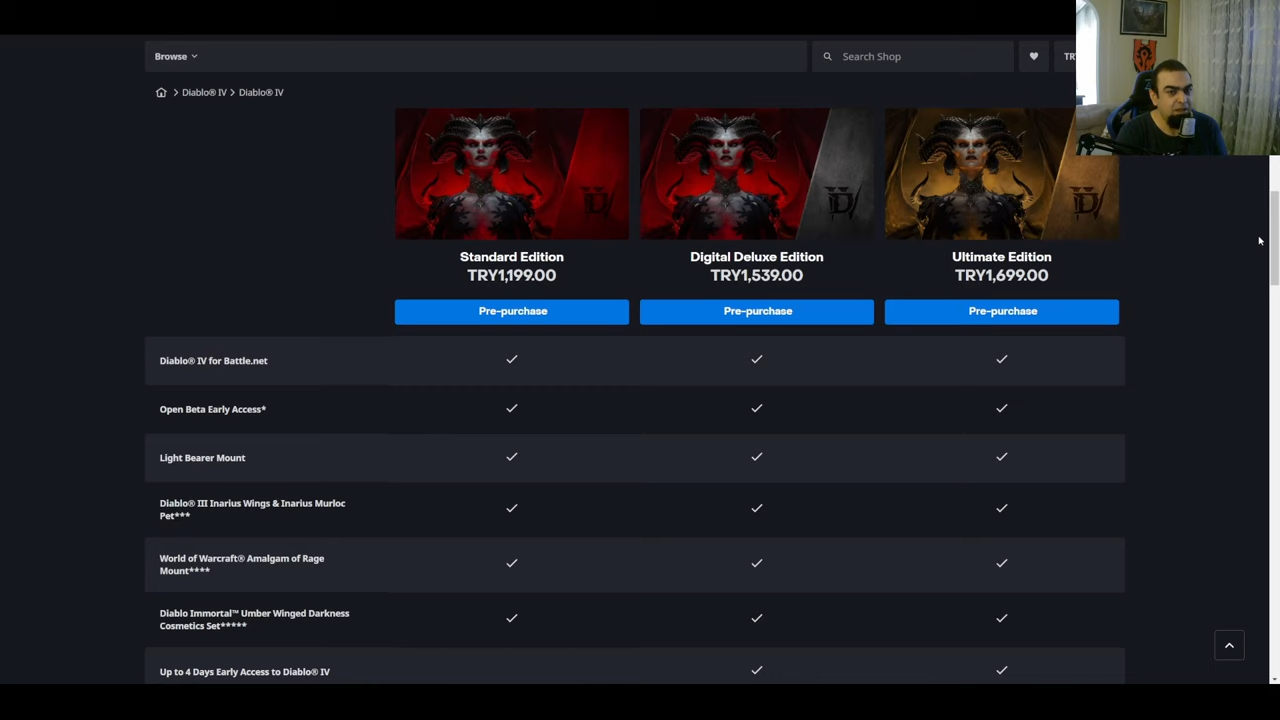 Browse
Search Shop
TR
Diablo® IV
Diablo® IV
Standard Edition
TRY1,199.00
Pre-purchase
Digital Deluxe Edition
TRY1,539.00
Pre-purchase
Ultimate Edition
TRY1,699.00
Pre-purchase
Diablo® IV for Battle.net
Open Beta Early Access*
Light Bearer Mount
Diablo® III Inarius Wings & Inarius Murloc
Pet***
World of Warcraft® Amalgam of Rage
Mount****
Diablo Immortal™ Umber Winged Darkness
Cosmetics Set*****
Up to 4 Days Early Access to Diablo® IV